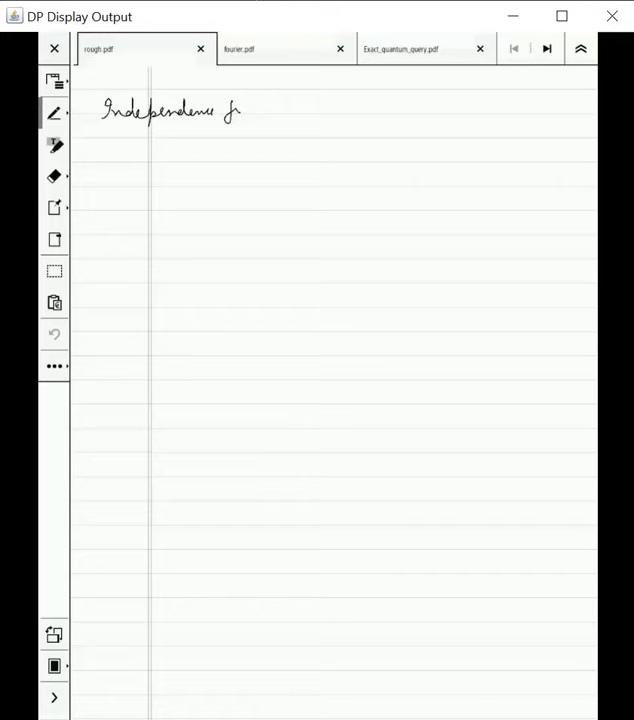 DP Display Output
rough.pdf
fourier.pdf
Exact_quantum_query.pdf
Independence